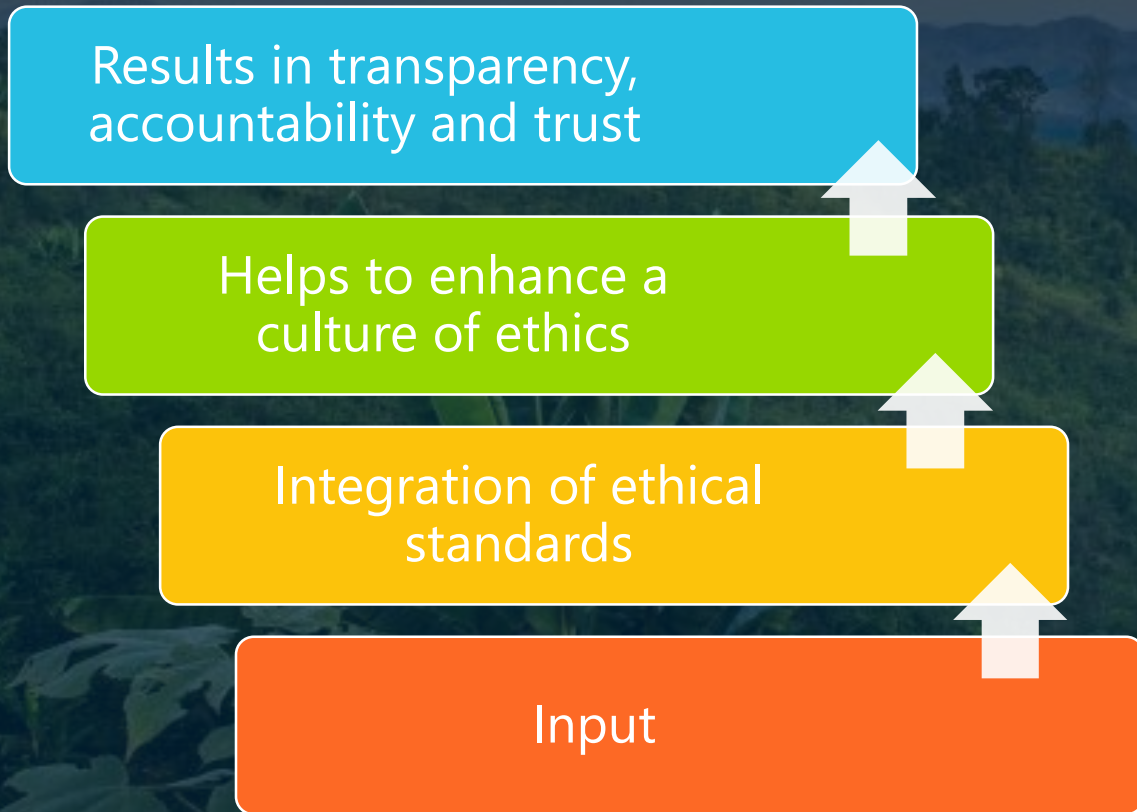 Results in transparency,
accountability and trust
Helps to enhance a
culture of ethics
Integration of ethical
standards
Input